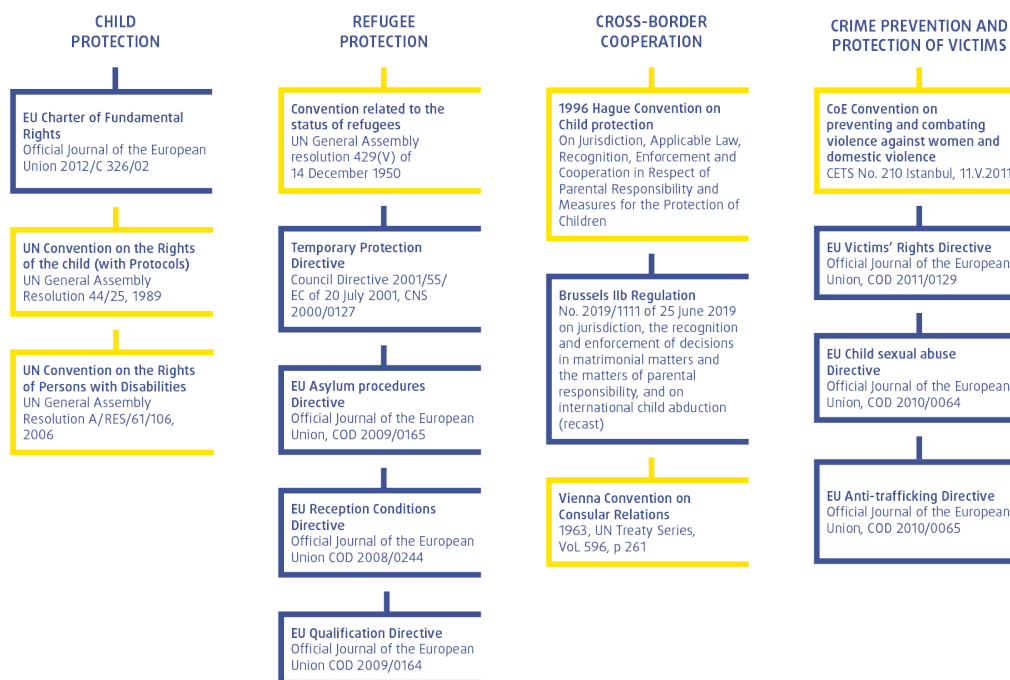 CHILD
PROTECTION
EU Charter of Fundamental
Rights
Official Journal of the European
Union 2012/C 326/02
UN Convention on the Rights
of the child (with Protocols)
UN General Assembly
Resolution 44/25, 1989
UN Convention on the Rights
of Persons with Disabilities
UN General Assembly
Resolution A/RES/61/106,
2006
REFUGEE
PROTECTION
Convention related to the
status of refugees
UN General Assembly
resolution 429(V) of
14 December 1950
Temporary Protection
Directive
Council Directive 2001/55/
EC of 20 July 2001, CNS
2000/0127
EU Asylum procedures
Directive
Official Journal of the European
Union, COD 2009/0165
EU Reception Conditions
Directive
Official Journal of the European
Union COD 2008/0244
EU Qualification Directive
Official Journal of the European
Union COD 2009/0164
CROSS-BORDER
COOPERATION
1996 Hague Convention on
Child protection
On Jurisdiction, Applicable Law,
Recognition, Enforcement and
Cooperation in Respect of
Parental Responsibility and
Measures for the Protection of
Children
Brussels IIb Regulation
No. 2019/1111 of 25 June 2019
on jurisdiction, the recognition
and enforcement of decisions
in matrimonial matters and
the matters of parental
responsibility, and on
international child abduction
(recast)
Vienna Convention on
Consular Relations
1963, UN Treaty Series,
Vol. 596, p 261
CRIME PREVENTION AND
PROTECTION OF VICTIMS
CoE Convention on
preventing and combating
violence against women and
domestic violence
CETS No. 210 Istanbul, 11.V.2011
EU Victims' Rights Directive
Official Journal of the European
Union, COD 2011/0129
EU Child sexual abuse
Directive
Official Journal of the European
Union, COD 2010/0064
EU Anti-trafficking Directive
Official Journal of the European
Union, COD 2010/0065